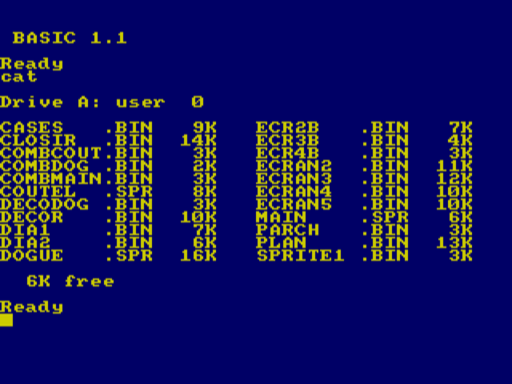 BASIC 1.1
Ready
cat
Drive A: user 0
CASES .BIN 9K ECR2B .BIN 7K
CLOSIR .BIN 14K ECR3B .BIN 4K
COMBCOUT.BIN 3K ECR4B .BIN 3K
COMBDOG .BIN 2K ECRAN2 .BIN 11K
COMBMAIN.BIN 3K ECRAN3 .BIN 12K
COUTEL .SPR 8K ECRAN4 .BIN 10K
DECODOG .BIN 3K ECRAN5 .BIN 10K
DECOR .BIN 10K MAIN .SPR 6K
DIA1 .BIN 7K PARCH .BIN 3K
DIA2 .BIN 6K PLAN .BIN 13K
DOGUE .SPR 16K SPRITE1 .BIN 3K
6K free
Ready